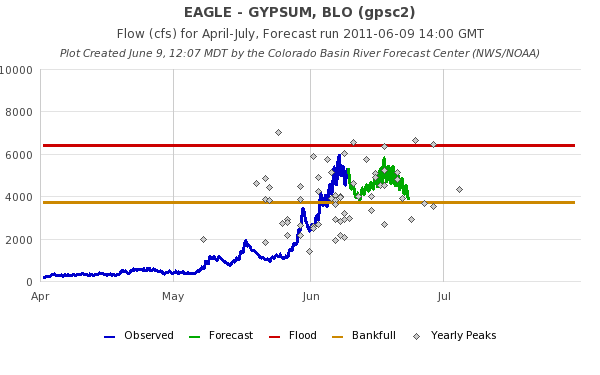 EAGLE - GYPSUM, BLO (gpsc2)
Flow (cfs) for April-July, Forecast run 2011-06-09 14:00 GMT
Plot Created June 9, 12:07 MDT by the Colorado Basin River Forecast Center (NWS/NOAA)
10000
8000
6000
4000
2000
0
Apr May Jun Jul
Observed Forecast Flood Bankfull Yearly Peaks